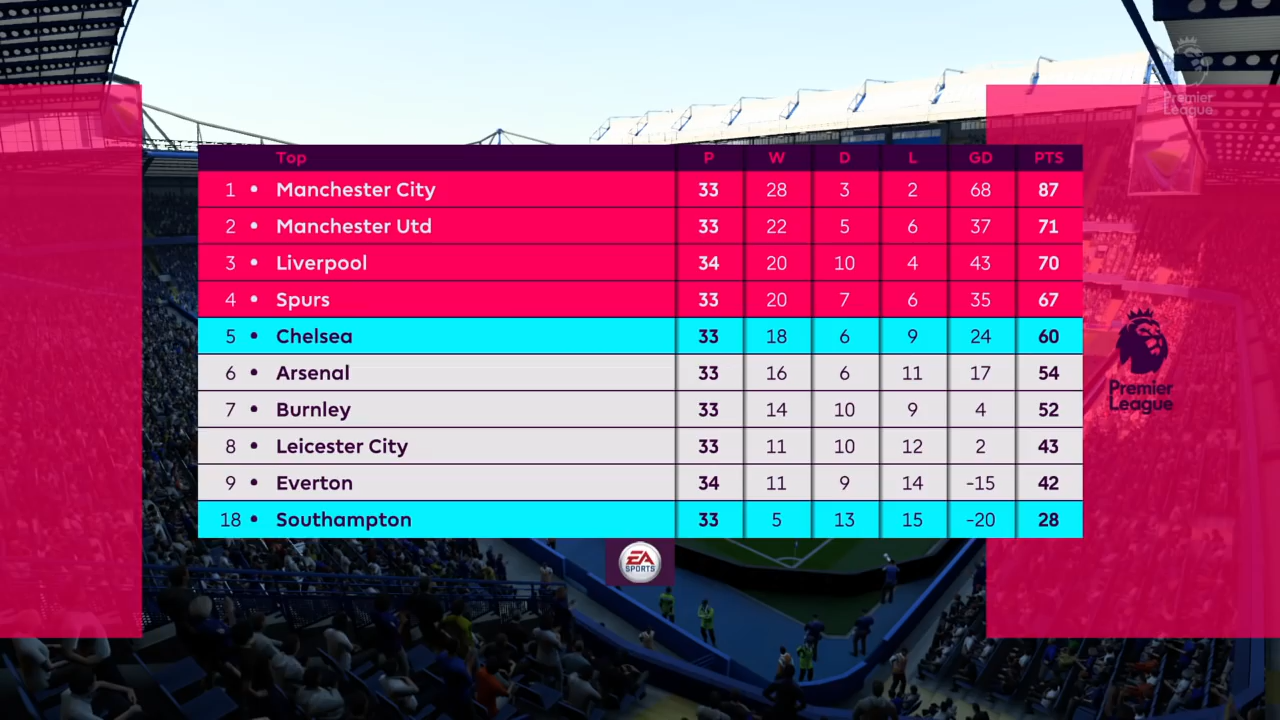 Premier
League
Top P W D L GD PTS
1 • Manchester City 33 28 3 2 68 87
2 • Manchester Utd 33 22 5 6 37 71
3 • Liverpool 34 20 10 4 43 70
4 • Spurs 33 20 7 6 35 67
5 • Chelsea 33 18 6 9 24 60
6 • Arsenal 33 16 6 11 17 54
7 • Burnley 33 14 10 9 4 52
8 • Leicester City 33 11 10 12 2 43
9 • Everton 34 11 9 14 -15 42
18 • Southampton 33 5 13 15 -20 28
Premier
League
EA
SPORTS